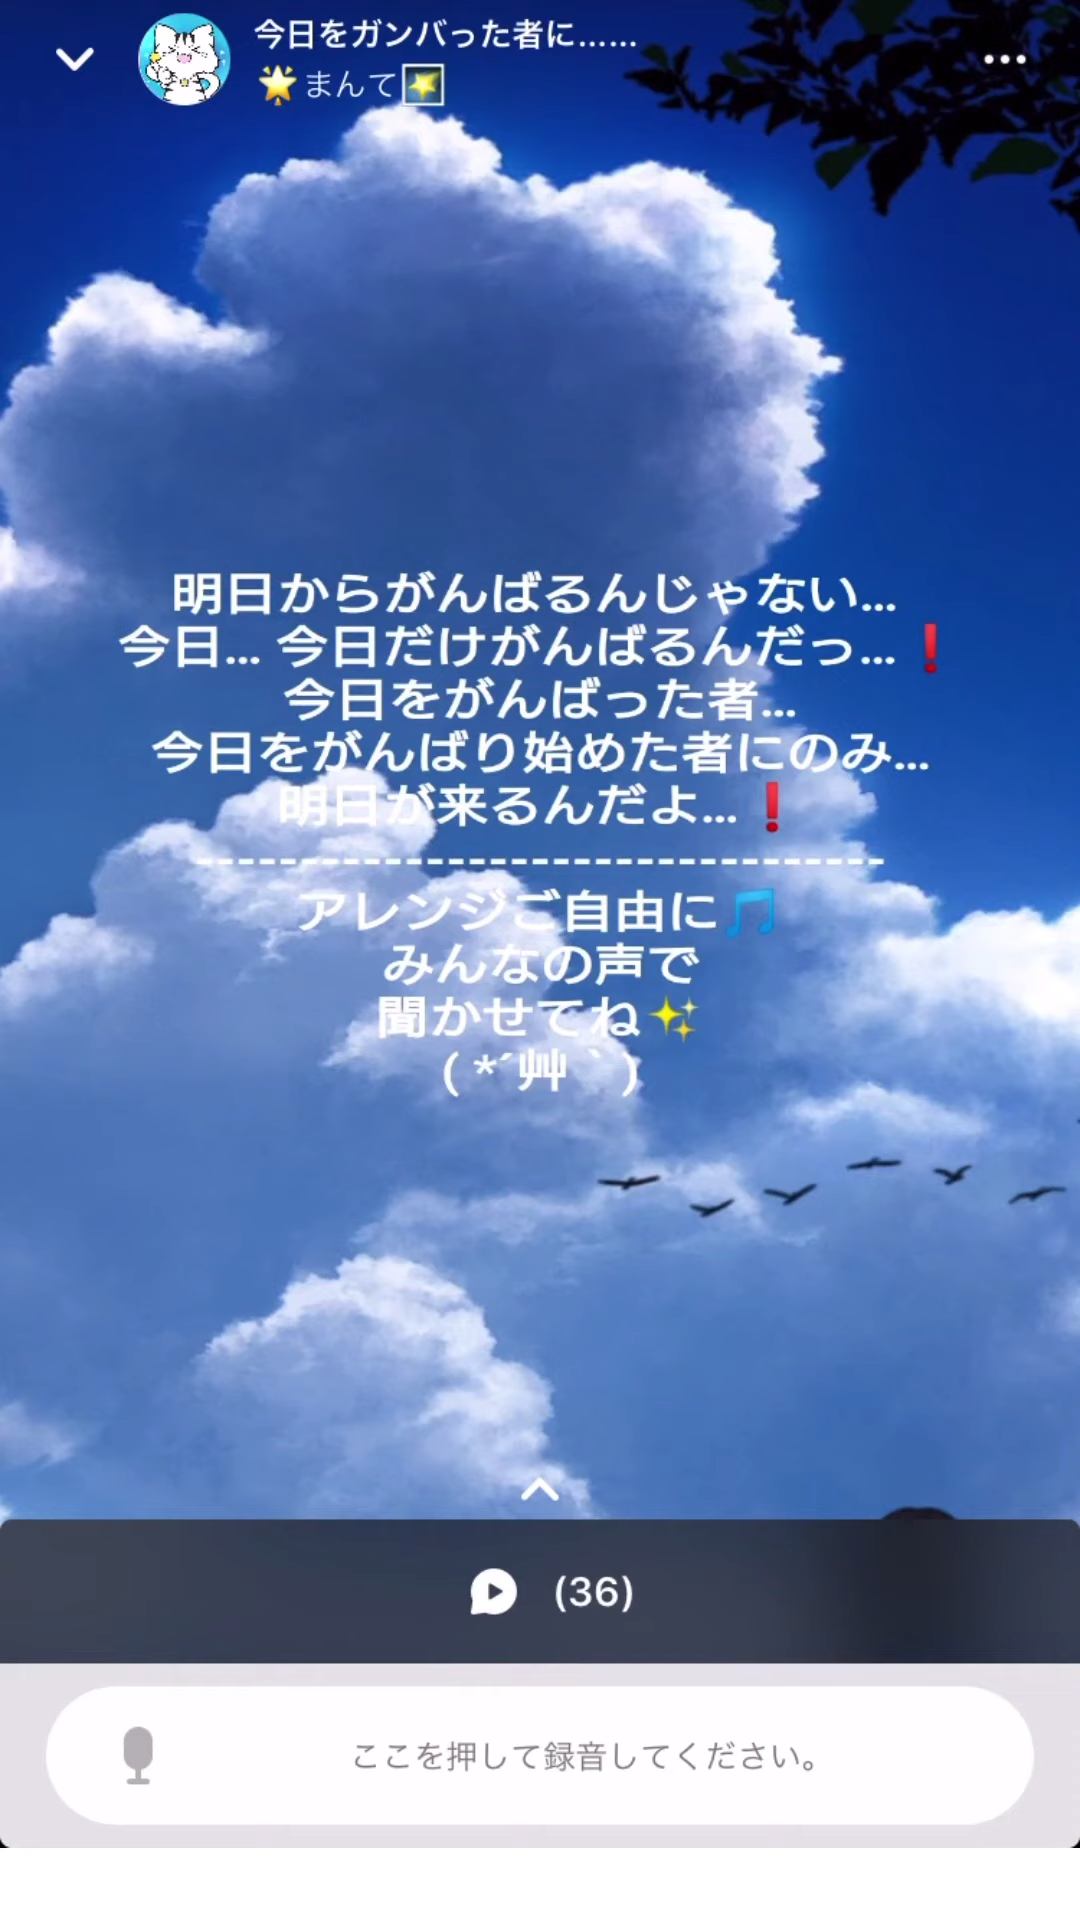 今日をガンバった者に……
🌟まんて🌠
明日からがんばるんじゃない…
今日… 今日だけがんばるんだっ…❗
今日をがんばった者…
今日をがんばり始めた者にのみ…
明日が来るんだよ…❗
---------------------------------
アレンジご自由に🎵
みんなの声で
聞かせてね✨
( *´艸｀)
(36)
ここを押して録音してください。